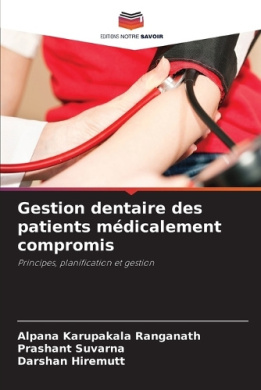 EDITIONS NOTRE SAVOIR
Gestion dentaire des
patients médicalement
compromis
Principes, planification et gestion
Alpana Karupakala Ranganath
Prashant Suvarna
Darshan Hiremutt